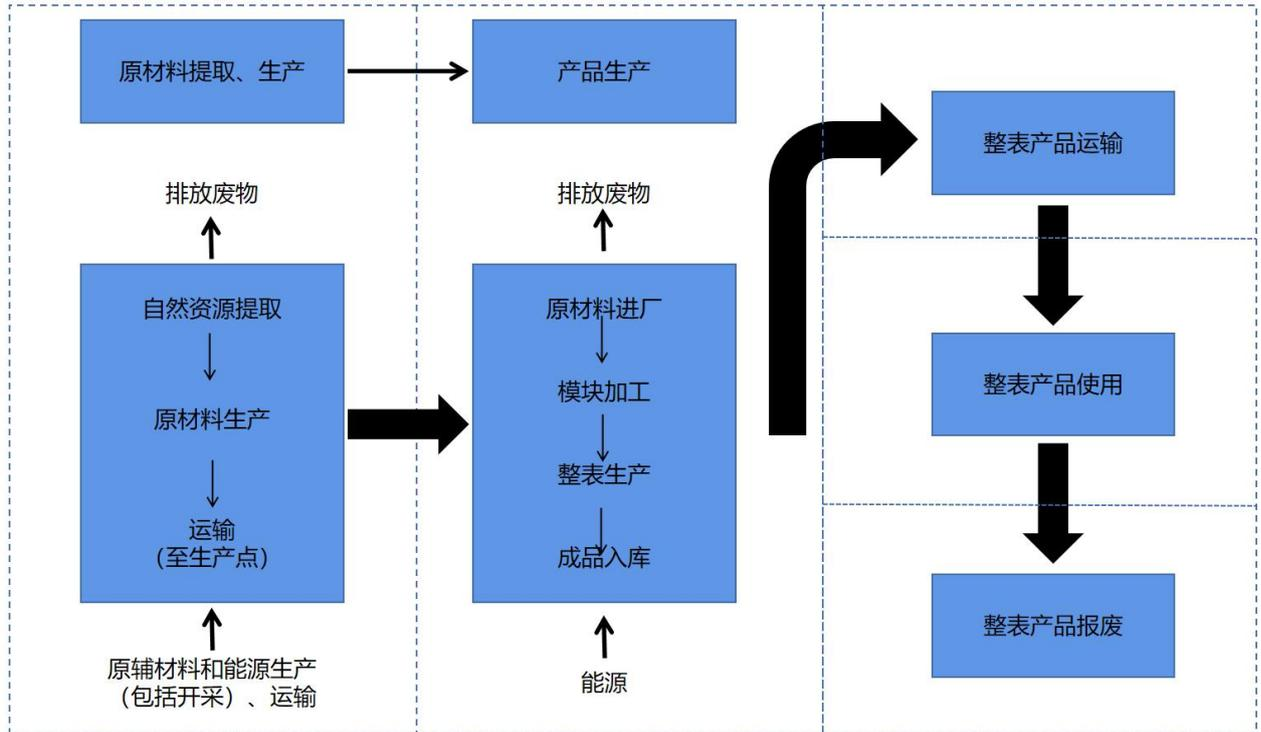 原材料提取、生产
产品生产
排放废物
自然资源提取
原材料生产
运输
（至生产点）
原辅材料和能源生产
（包括开采）、运输
排放废物
原材料进厂
模块加工
整表生产
成品入库
能源
整表产品运输
整表产品使用
整表产品报废